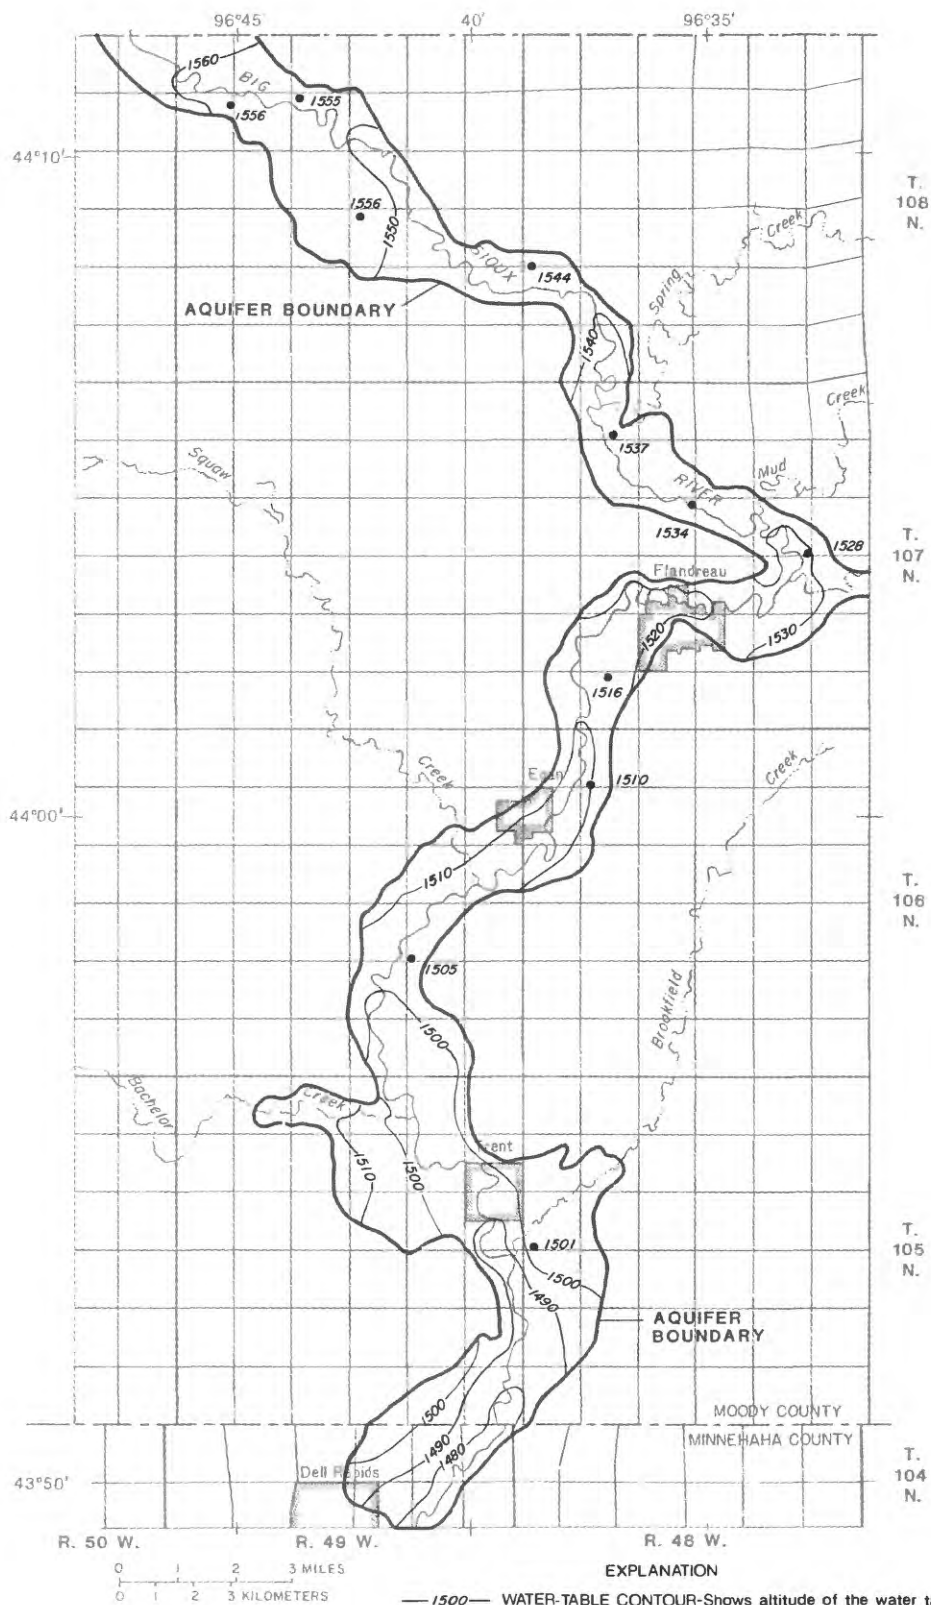 96°45' 40' 96°35'
1560
BIG
1555
1556
44°10'
T.
108
N.
1556
1550
Creek
SIOUX
1544
Spring
AQUIFER BOUNDARY
1540
Creek
1537
Squaw
Mud
RIVER
1534
1528
T.
107
N.
Flandreau
1520
1530
1516
Creek
Creek
Egan
1510
44°00'
1510
T.
106
N.
1505
Brookfield
1500
Bachelor
Creek
Trent
1510
1500
1501
T.
105
N.
1500
1490
AQUIFER
BOUNDARY
1500
MOODY COUNTY
1490
MINNEHAHA COUNTY
1480
T.
104
N.
Dell Rapids
43°50'
R. 50 W. R. 49 W. R. 48 W.
0 1 2 3 MILES
0 1 2 3 KILOMETERS
EXPLANATION
—1500— WATER-TABLE CONTOUR-Shows altitude of the water